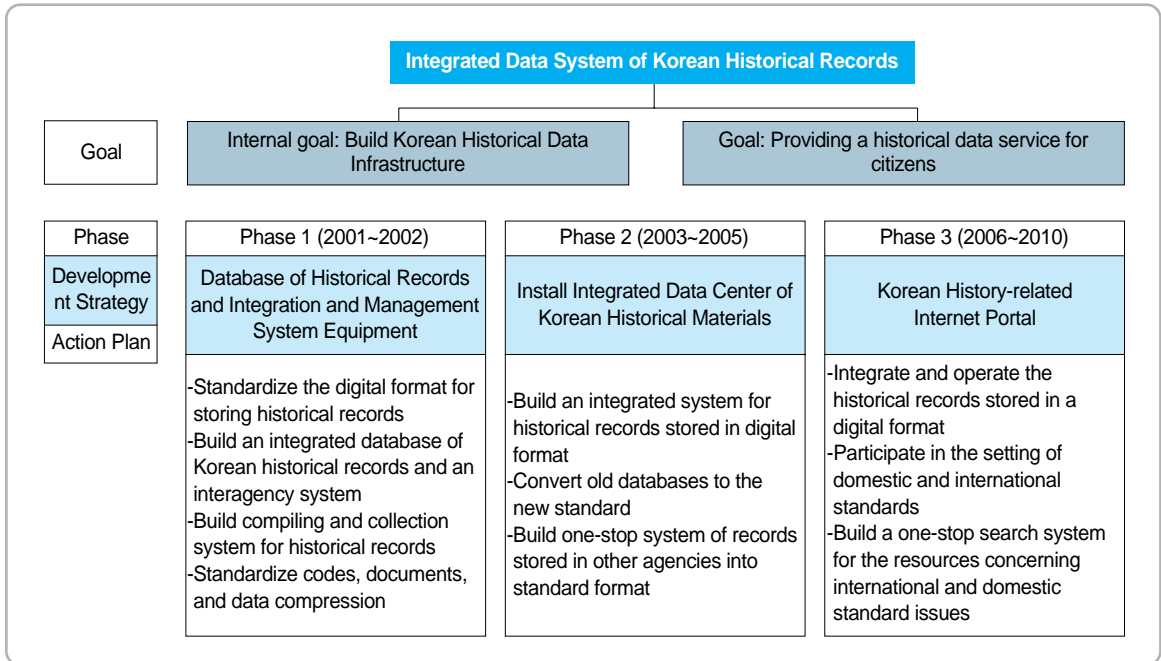 Integrated Data System of Korean Historical Records
Goal
Internal goal: Build Korean Historical Data
Infrastructure
Goal: Providing a historical data service for
citizens
Phase
Phase 1 (2001~2002)
Phase 2 (2003~2005)
Phase 3 (2006~2010)
Developme
nt Strategy
Database of Historical Records
and Integration and Management
System Equipment
Install Integrated Data Center of
Korean Historical Materials
Korean History-related
Internet Portal
Action Plan
-Standardize the digital format for
storing historical records
-Build an integrated database of
Korean historical records and an
interagency system
-Build compiling and collection
system for historical records
-Standardize codes, documents,
and data compression
-Build an integrated system for
historical records stored in digital
format
-Convert old databases to the
new standard
-Build one-stop system of records
stored in other agencies into
standard format
-Integrate and operate the
historical records stored in a
digital format
-Participate in the setting of
domestic and international
standards
-Build a one-stop search system
for the resources concerning
international and domestic
standard issues